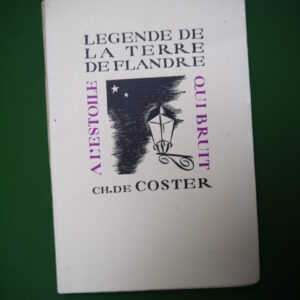 LEGENDE DE
LA TERRE
DE FLANDRE
A L'ESTOILE
QUI BRUIT
CH. DE COSTER